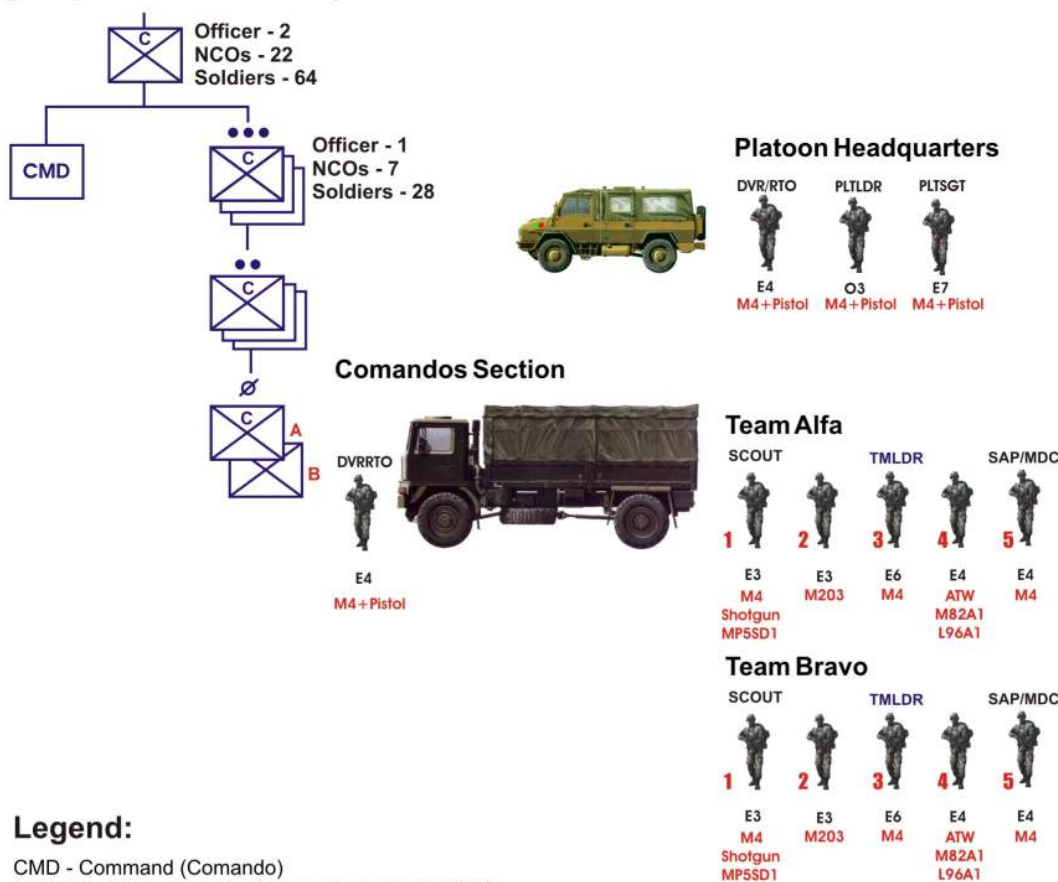 C
Officer - 2
NCOs - 22
Soldiers - 64
CMD
C
Officer - 1
NCOs - 7
Soldiers - 28
C
C
A
B
Platoon Headquarters
DVR/RTO PLTLDR PLTSGT
E4 O3 E7
M4+Pistol M4+Pistol M4+Pistol
Comandos Section
DVRRTO
E4
M4+Pistol
Team Alfa
SCOUT TMLDR SAP/MDC
1 2 3 4 5
E3 E3 E6 E4 E4
M4 M203 M4 ATW M4
Shotgun M82A1
MP5SD1 L96A1
Team Bravo
SCOUT TMLDR SAP/MDC
1 2 3 4 5
E3 E3 E6 E4 E4
M4 M203 M4 ATW M4
Shotgun M82A1
MP5SD1 L96A1
Legend:
CMD - Command (Comando)